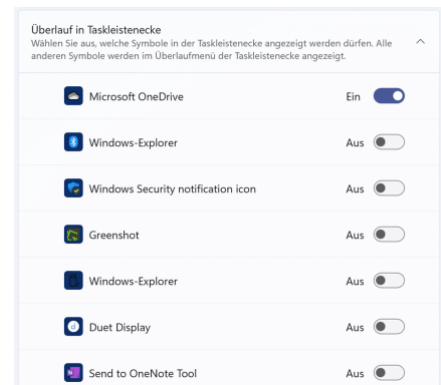 Überlauf in Taskleistenecke
Wählen Sie aus, welche Symbole in der Taskleistenecke angezeigt werden dürfen. Alle
anderen Symbole werden im Überlaufmenü der Taskleistenecke angezeigt.
Microsoft OneDrive Ein
Windows-Explorer Aus
Windows Security notification icon Aus
Greenshot Aus
Windows-Explorer Aus
Duet Display Aus
Send to OneNote Tool Aus